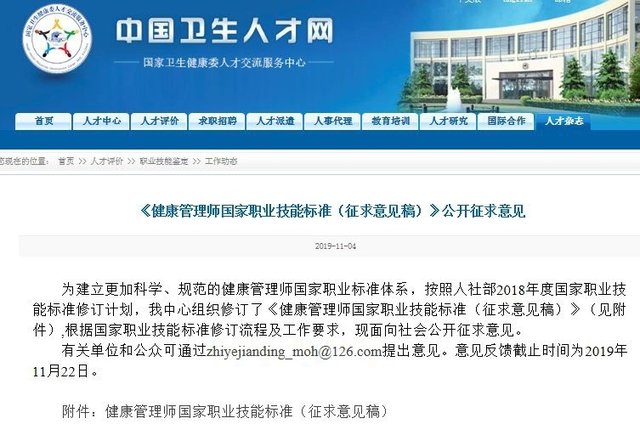 中国卫生人才网
国家卫生健康委人才交流服务中心
首页 人才中心 人才评价 求职招聘 人才派遣 人事代理 教育培训 人才研究 国际合作 人才杂志
您现在的位置： 首页 >> 人才评价 >> 职业技能鉴定 >> 工作动态
《健康管理师国家职业技能标准（征求意见稿）》公开征求意见
2019-11-04
为建立更加科学、规范的健康管理师国家职业标准体系，按照人社部2018年度国家职业技
能标准修订计划，我中心组织修订了《健康管理师国家职业技能标准（征求意见稿）》（见附
件）,根据国家职业技能标准修订流程及工作要求，现面向社会公开征求意见。
有关单位和公众可通过zhiyejianding_moh@126.com提出意见。意见反馈截止时间为2019年
11月22日。
附件：健康管理师国家职业技能标准（征求意见稿）